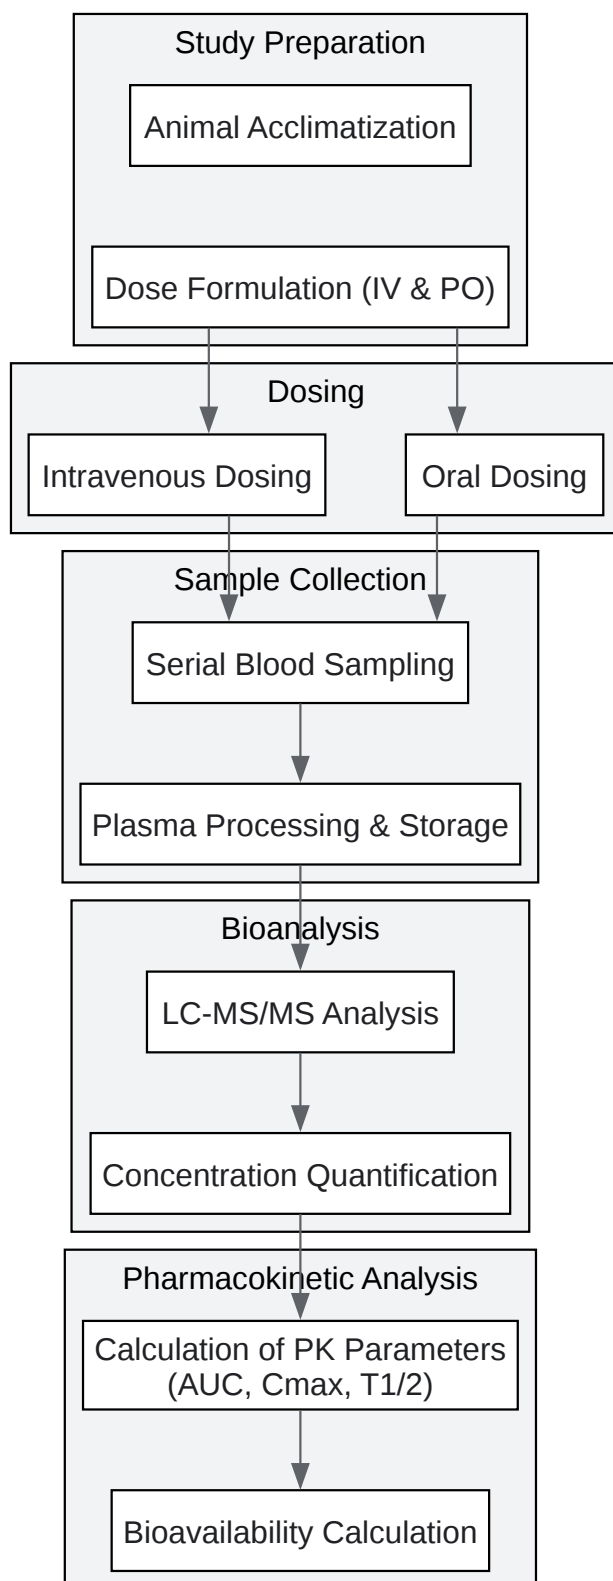 Study Preparation
Animal Acclimatization
Dose Formulation (IV & PO)
Dosing
Intravenous Dosing
Oral Dosing
Sample Collection
Serial Blood Sampling
Plasma Processing & Storage
Bioanalysis
LC-MS/MS Analysis
Concentration Quantification
Pharmacokinetic Analysis
Calculation of PK Parameters
(AUC, Cmax, T1/2)
Bioavailability Calculation